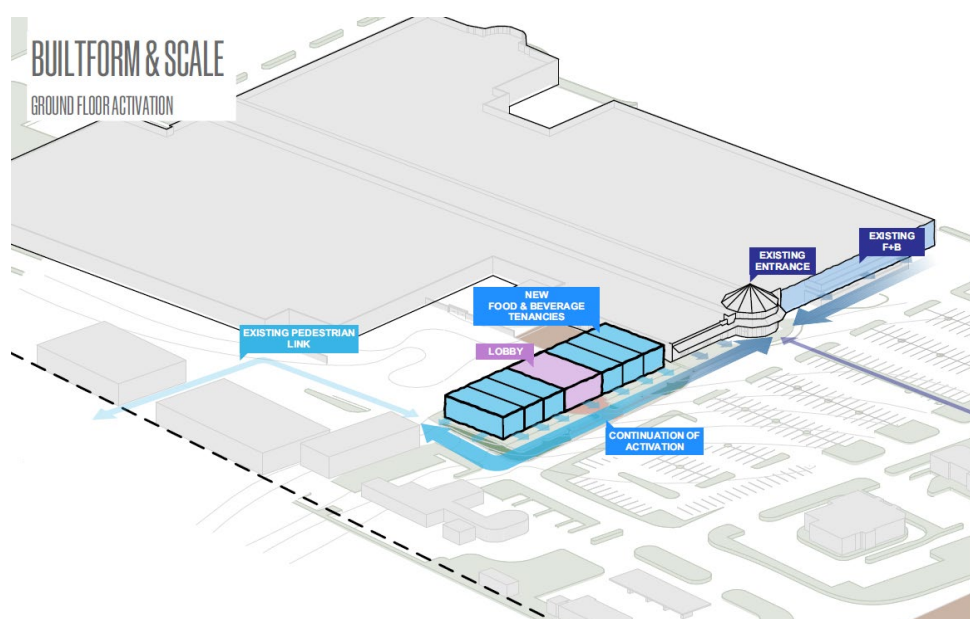 BUILTFORM & SCALE
GROUND FLOOR ACTIVATION
EXISTING
F+B
EXISTING
ENTRANCE
NEW
FOOD & BEVERAGE
TENANCIES
EXISTING PEDESTRIAN
LINK
LOBBY
CONTINUATION OF
ACTIVATION